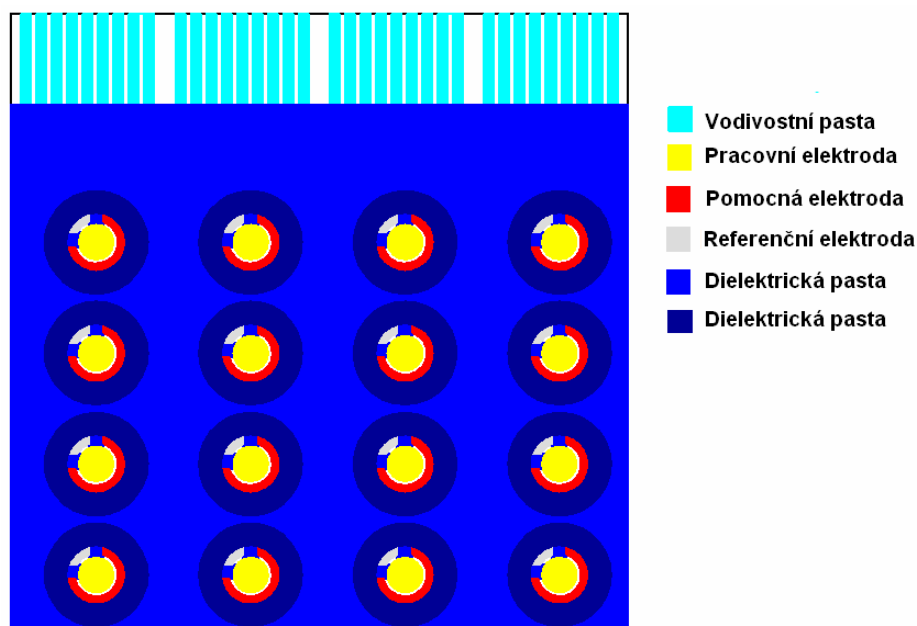 Vodivostní pasta
Pracovní elektroda
Pomocná elektroda
Referenční elektroda
Dielektrická pasta
Dielektrická pasta